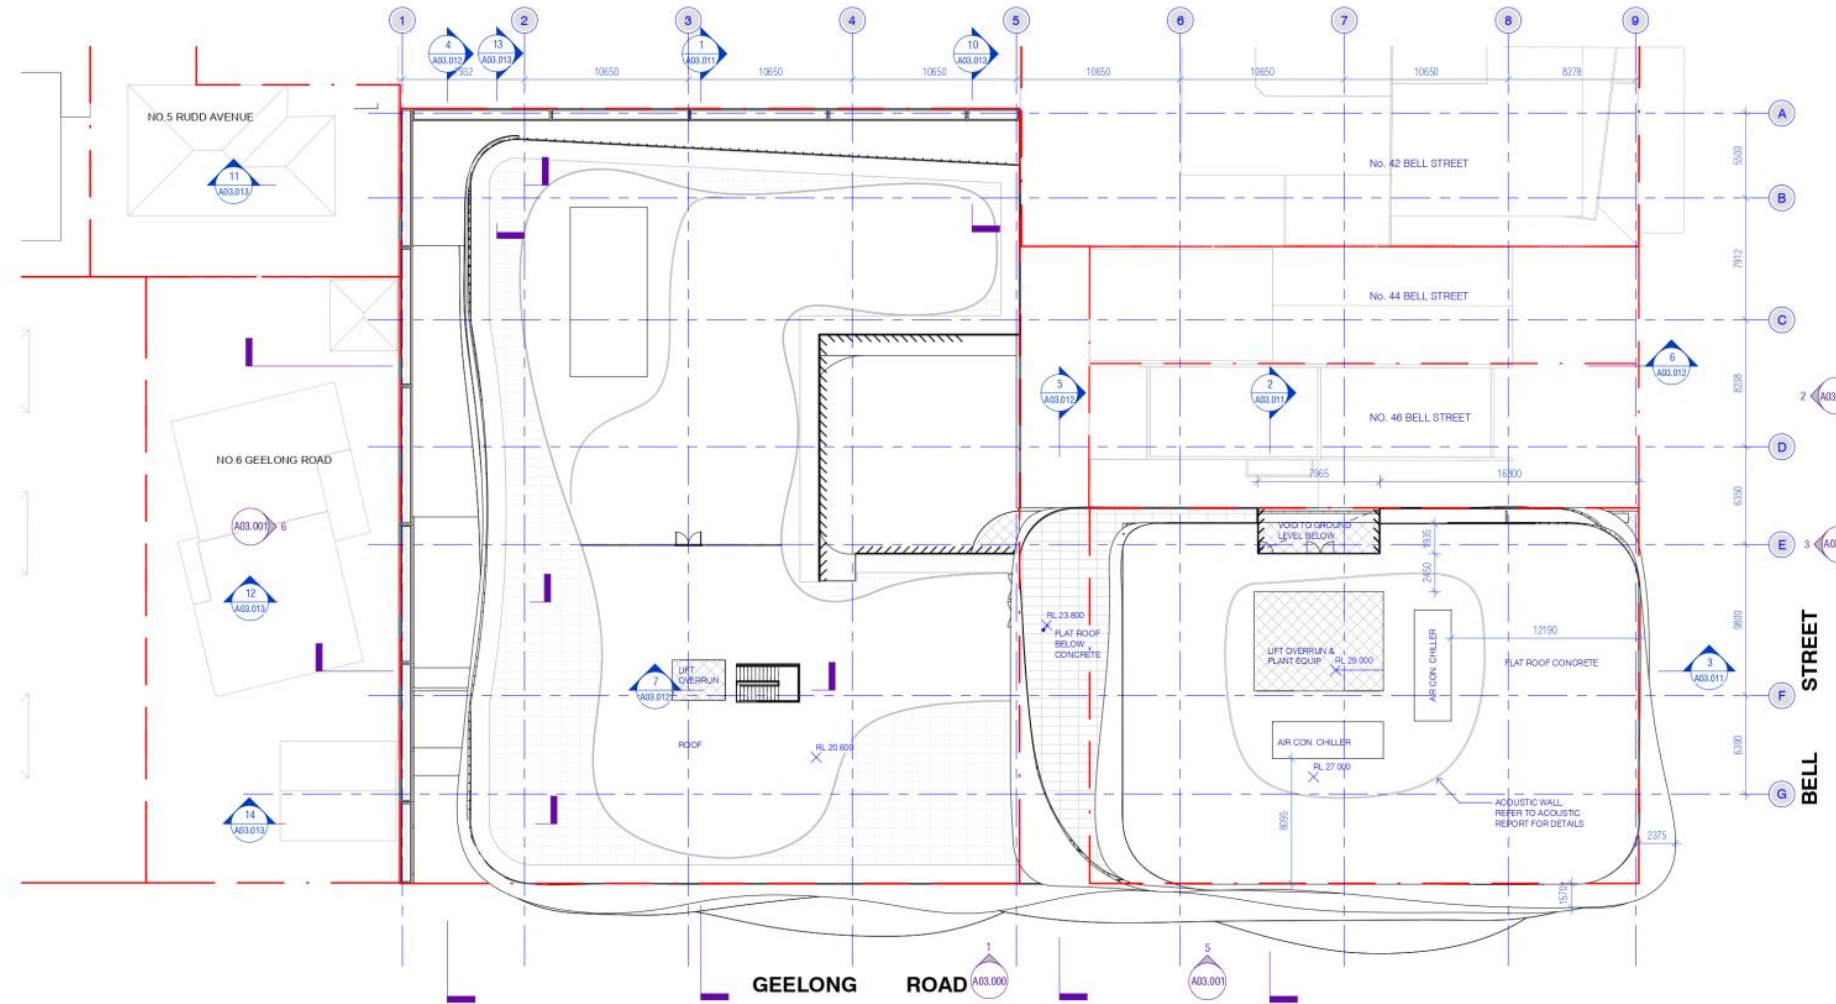 1
2
3
4
5
6
7
8
9
4
A03.012
13
A03.013
1
A03.011
10
A03.013
7932
10650
10650
10650
10650
10650
10650
8278
A
5500
B
7912
C
8238
D
6350
E
9800
F
6390
G
NO.5 RUDD AVENUE
11
A03.013
No. 42 BELL STREET
No. 44 BELL STREET
6
A03.012
5
A03.012
2
A03.011
NO. 46 BELL STREET
2
NO.6 GEELONG ROAD
7965
16800
A03.001
6
VOID TO GROUND
LEVEL BELOW
1935
2450
3
12
A03.013
RL 23.800
FLAT ROOF
BELOW
CONCRETE
LIFT OVERRUN &
PLANT EQUIP
RL 29.000
AIR CON. CHILLER
12190
FLAT ROOF CONCRETE
3
A03.011
LIFT
OVERRUN
7
A03.012
ROOF
RL 20.600
AIR CON. CHILLER
RL 27.000
ACOUSTIC WALL
REFER TO ACOUSTIC
REPORT FOR DETAILS
8095
2375
1570
14
A03.013
BELL STREET
GEELONG ROAD
1
A03.000
5
A03.001